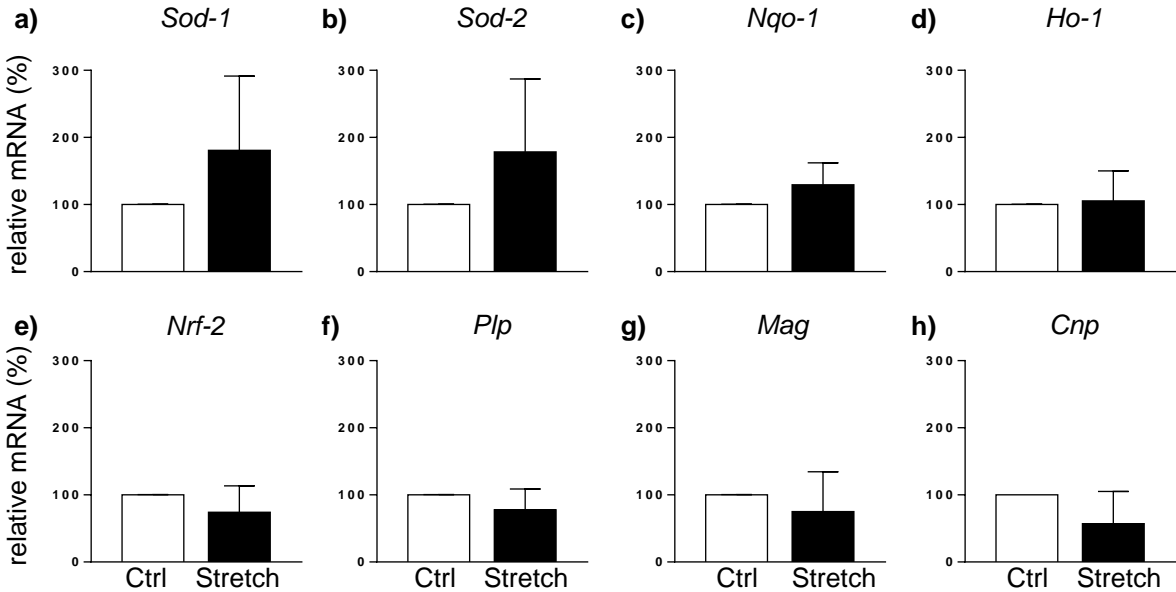 a) Sod-1 b) Sod-2 c) Nqo-1 d) Ho-1
relative mRNA (%)
300 300 300 300
200 200 200 200
100 100 100 100
0 0 0 0
e) Nrf-2 f) Plp g) Mag h) Cnp
relative mRNA (%)
300 300 300 300
200 200 200 200
100 100 100 100
0 0 0 0
Ctrl Stretch Ctrl Stretch Ctrl Stretch Ctrl Stretch